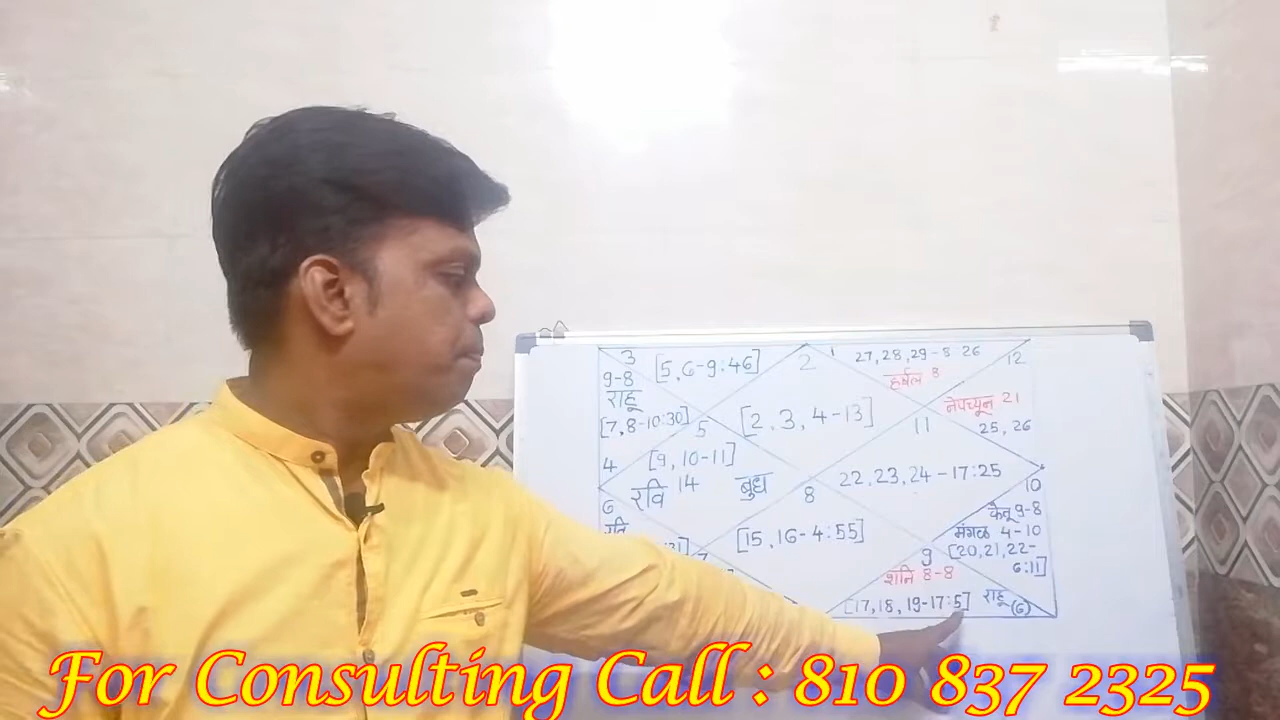 3 [5,6-9:46] 2 1 27,28,29-8 26 12
9-8 हर्षल 8
राहू नेपच्यून 21
[7,8-10:30] 5 [2,3,4-13] 11 25,26
4 [9,10-11]
22,23,24-17:25
6 रवि 14 बुध 8 10
केतू 9-8
[15,16-4:55] मंगळ 4-10
9 [20,21,22-
6:11]
शनि 8-8
[17,18,19-17:5] राहू (6)
For Consulting Call : 810 837 2325